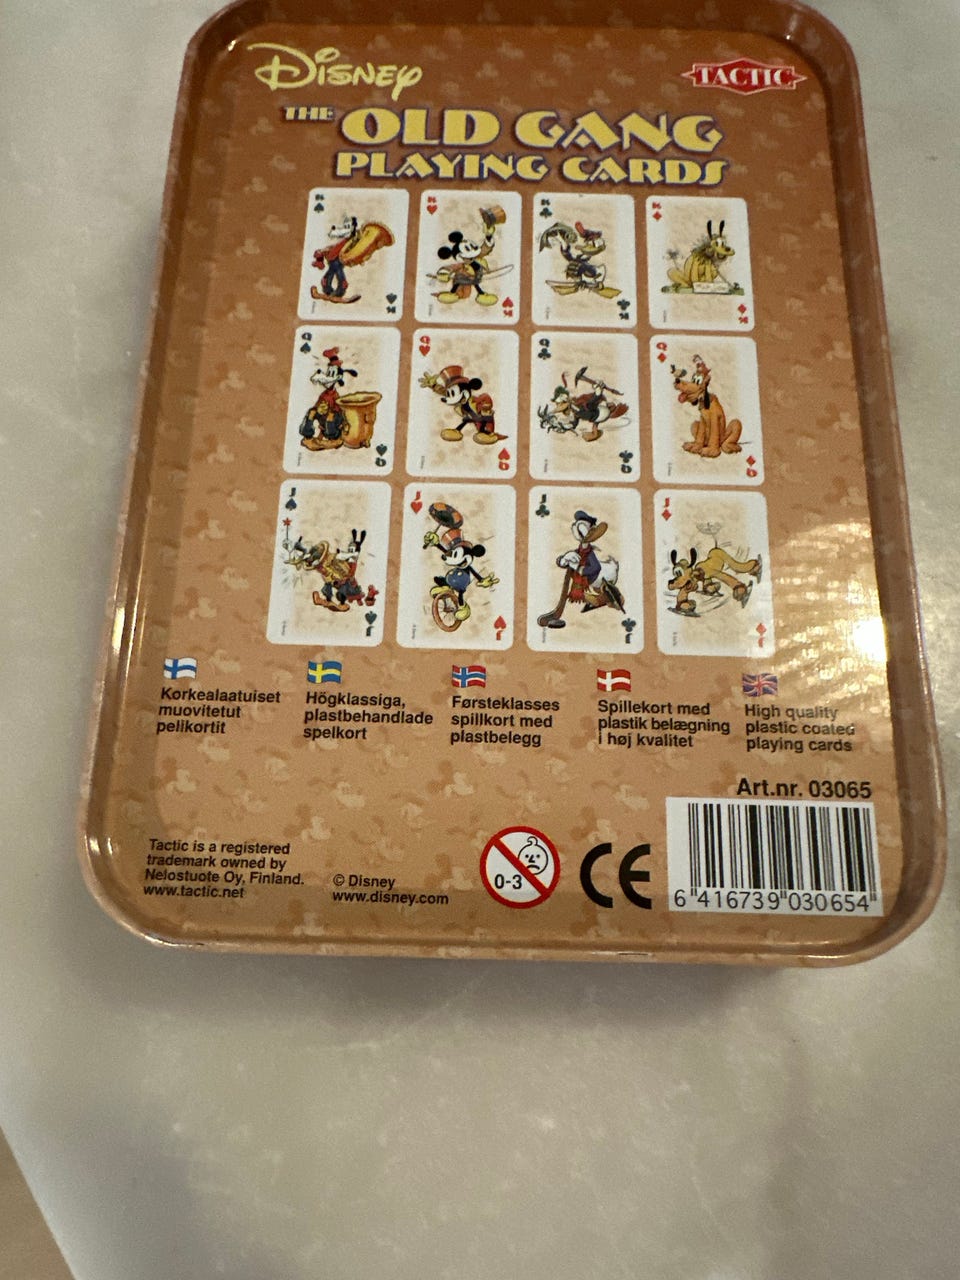 Disney
TACTIC
THE OLD GANG
PLAYING CARDS
K K K K
K K K K
Q Q Q Q
Q Q Q Q
J J J J
J J J J
Korkealaatuiset
muovitetut
pelikortit
Högklassiga,
plastbehandlade
spelkort
Førsteklasses
spillkort med
plastbelegg
Spillekort med
plastik belægning
i høj kvalitet
High quality
plastic coated
playing cards
Art.nr. 03065
Tactic is a registered
trademark owned by
Nelostuote Oy, Finland.
www.tactic.net
© Disney
www.disney.com
0-3
CE
6 416739 030654